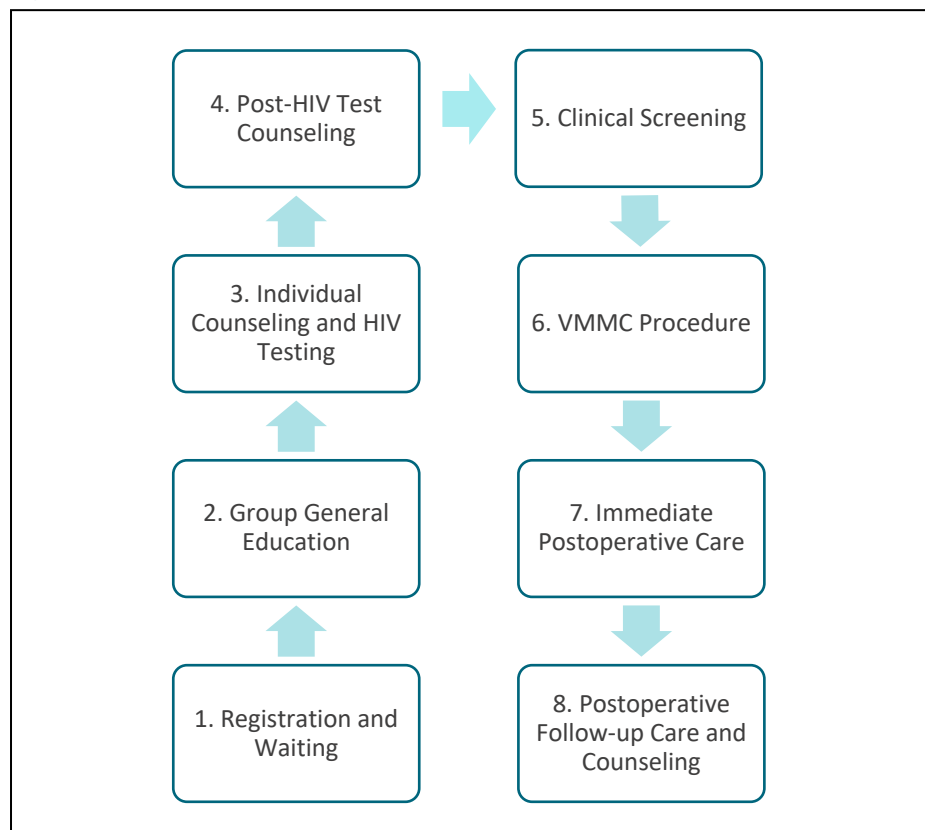 1. Registration and
Waiting
2. Group General
Education
3. Individual
Counseling and HIV
Testing
4. Post-HIV Test
Counseling
5. Clinical Screening
6. VMMC Procedure
7. Immediate
Postoperative Care
8. Postoperative
Follow-up Care and
Counseling